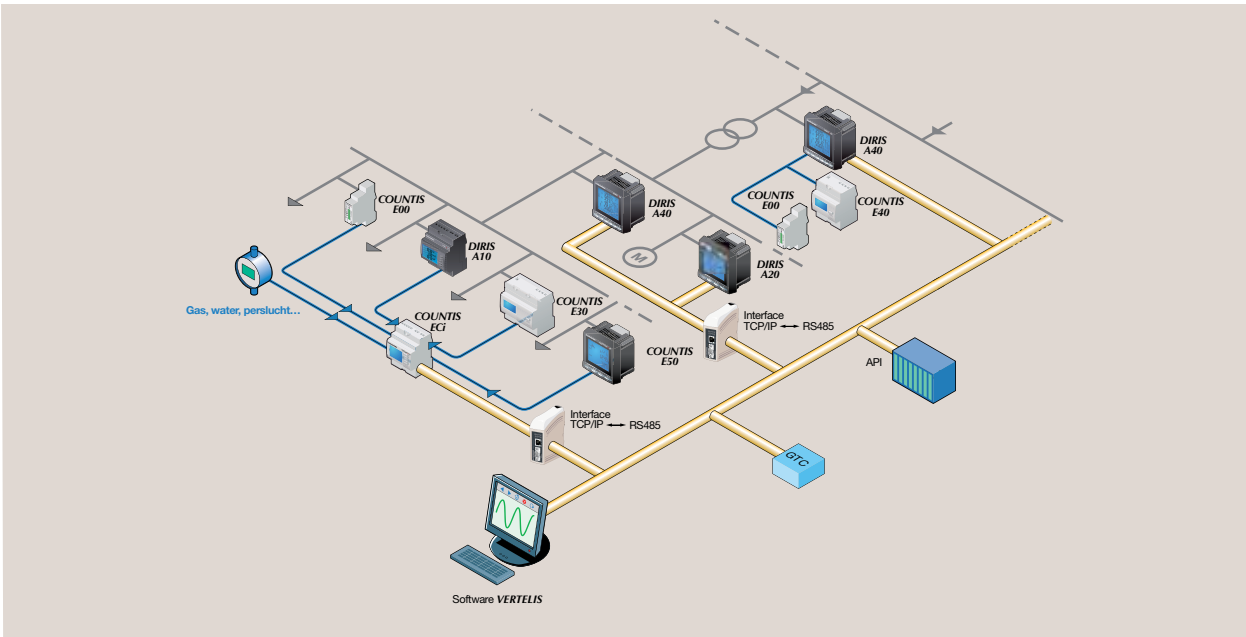 DIRIS
A40
COUNTIS
E00
COUNTIS
E40
COUNTIS
E00
DIRIS
A40
DIRIS
A10
M
DIRIS
A20
Gas, water, perslucht...
COUNTIS
ECi
COUNTIS
E30
Interface
TCP/IP ↔ RS485
COUNTIS
E50
API
Interface
TCP/IP ↔ RS485
GTC
Software VERTELIS